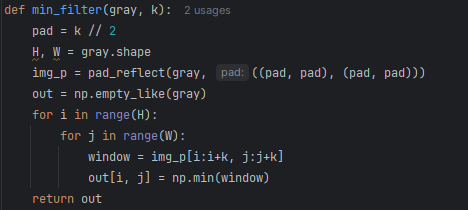 def min_filter(gray, k): 2 usages
    pad = k // 2
    H, W = gray.shape
    img_p = pad_reflect(gray, pad: ((pad, pad), (pad, pad)))
    out = np.empty_like(gray)
    for i in range(H):
        for j in range(W):
            window = img_p[i:i+k, j:j+k]
            out[i, j] = np.min(window)
    return out